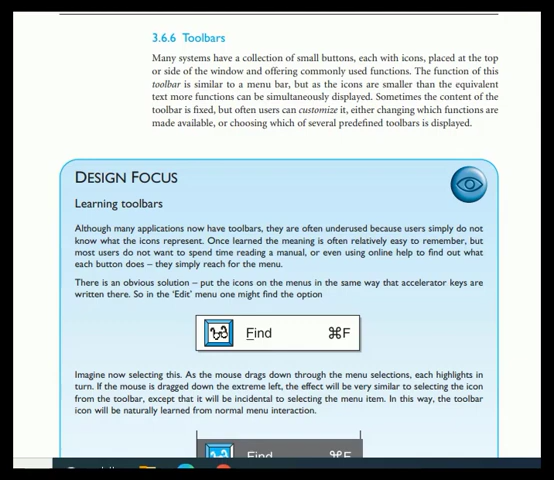 3.6.6 Toolbars
Many systems have a collection of small buttons, each with icons, placed at the top
or side of the window and offering commonly used functions. The function of this
toolbar is similar to a menu bar, but as the icons are smaller than the equivalent
text more functions can be simultaneously displayed. Sometimes the content of the
toolbar is fixed, but often users can customize it, either changing which functions are
made available, or choosing which of several predefined toolbars is displayed.
DESIGN FOCUS
Learning toolbars
Although many applications now have toolbars, they are often underused because users simply do not
know what the icons represent. Once learned the meaning is often relatively easy to remember, but
most users do not want to spend time reading a manual, or even using online help to find out what
each button does – they simply reach for the menu.
There is an obvious solution – put the icons on the menus in the same way that accelerator keys are
written there. So in the 'Edit' menu one might find the option
Find ⌘F
Imagine now selecting this. As the mouse drags down through the menu selections, each highlights in
turn. If the mouse is dragged down the extreme left, the effect will be very similar to selecting the icon
from the toolbar, except that it will be incidental to selecting the menu item. In this way, the toolbar
icon will be naturally learned from normal menu interaction.
Find ⌘F